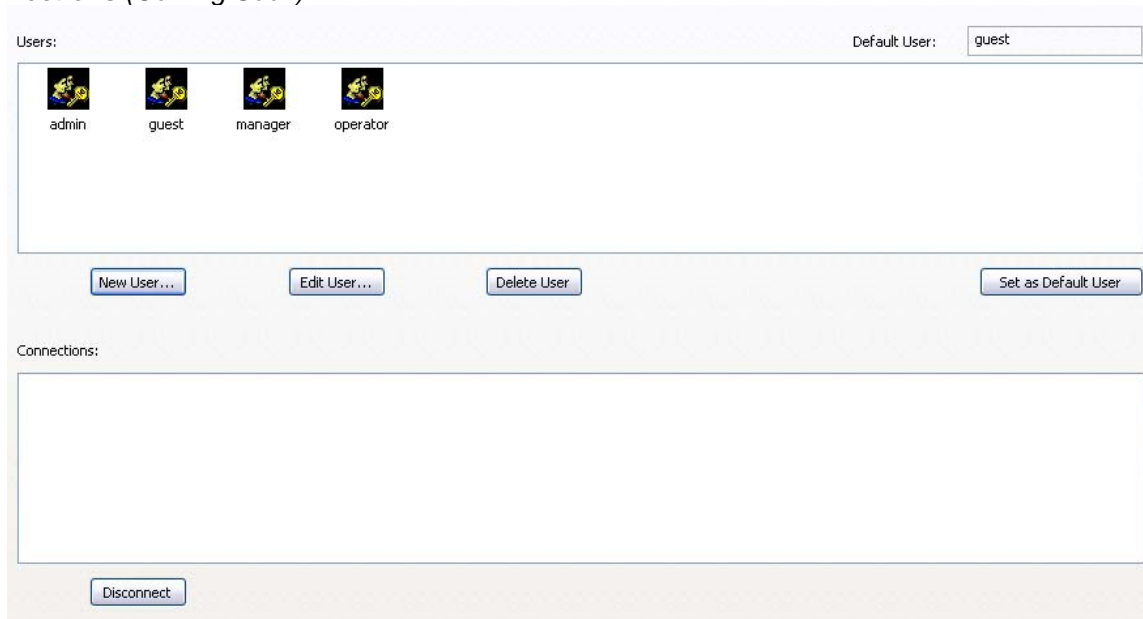 Users:
Default User: guest
admin guest manager operator
New User... Edit User... Delete User Set as Default User
Connections:
Disconnect